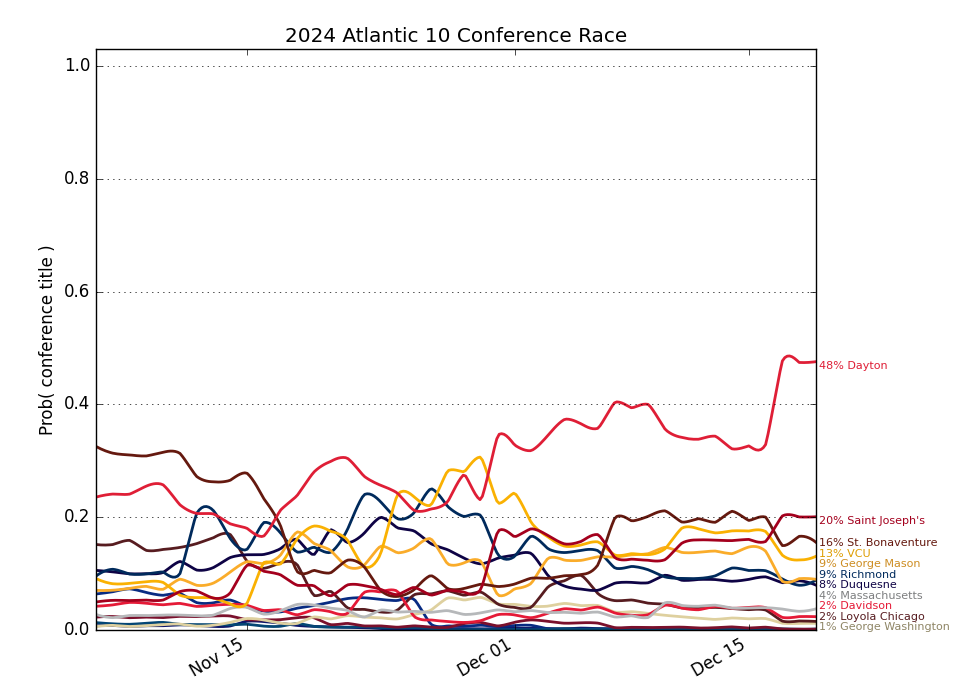 2024 Atlantic 10 Conference Race
Prob( conference title )
1.0
0.8
0.6
0.4
0.2
0.0
Nov 15
Dec 01
Dec 15
48% Dayton
20% Saint Joseph's
16% St. Bonaventure
13% VCU
9% George Mason
9% Richmond
8% Duquesne
4% Massachusetts
2% Davidson
2% Loyola Chicago
1% George Washington